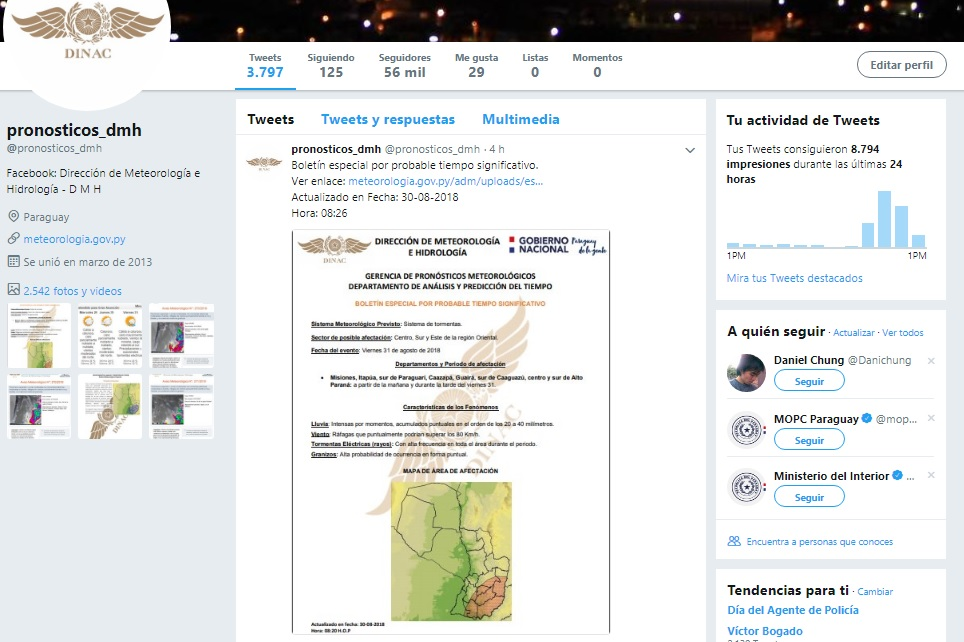 DINAC
Tweets Siguiendo Seguidores Me gusta Listas Momentos
3.797 125 56 mil 29 0 0
Editar perfil
pronosticos_dmh
@pronosticos_dmh
Facebook: Dirección de Meteorología e
Hidrología - D M H
Paraguay
meteorologia.gov.py
Se unió en marzo de 2013
2.542 fotos y videos
Tweets Tweets y respuestas Multimedia
pronosticos_dmh @pronosticos_dmh · 4 h
Boletín especial por probable tiempo significativo.
Ver enlace: meteorologia.gov.py/adm/uploads/es...
Actualizado en Fecha: 30-08-2018
Hora: 08:26
DINAC
DIRECCIÓN DE METEOROLOGÍA
E HIDROLOGÍA
GOBIERNO
NACIONAL
Paraguay
de la gente
GERENCIA DE PRONÓSTICOS METEOROLÓGICOS
DEPARTAMENTO DE ANÁLISIS Y PREDICCIÓN DEL TIEMPO
BOLETÍN ESPECIAL POR PROBABLE TIEMPO SIGNIFICATIVO
Sistema Meteorológico Previsto: Sistema de tormentas.
Sector de posible afectación: Centro, Sur y Este de la región Oriental.
Fecha del evento: Viernes 31 de agosto de 2018
Departamentos y Periodo de afectación
• Misiones, Itapúa, sur de Paraguarí, Caazapá, Guairá, sur de Caaguazú, centro y sur de Alto
Paraná: a partir de la mañana y durante la tarde del viernes 31.
Características de los Fenómenos
Lluvia: Intensas por momentos, acumulados puntuales en el orden de los 20 a 40 milímetros.
Viento: Ráfagas que puntualmente podrían superar los 80 Km/h.
Tormentas Eléctricas (rayos): Con alta frecuencia en toda el área durante el periodo.
Granizos: Alta probabilidad de ocurrencia en forma puntual.
MAPA DE ÁREA DE AFECTACIÓN
Actualizado en fecha: 30-08-2018
Hora: 08:20 H.O.P
Tu actividad de Tweets
Tus Tweets consiguieron 8.794
impresiones durante las últimas 24
horas
1PM 1PM
Mira tus Tweets destacados
A quién seguir · Actualizar · Ver todos
Daniel Chung @Danichung
Seguir
MOPC Paraguay @mop...
Seguir
Ministerio del Interior ...
Seguir
Encuentra a personas que conoces
Tendencias para ti · Cambiar
Día del Agente de Policía
Víctor Bogado